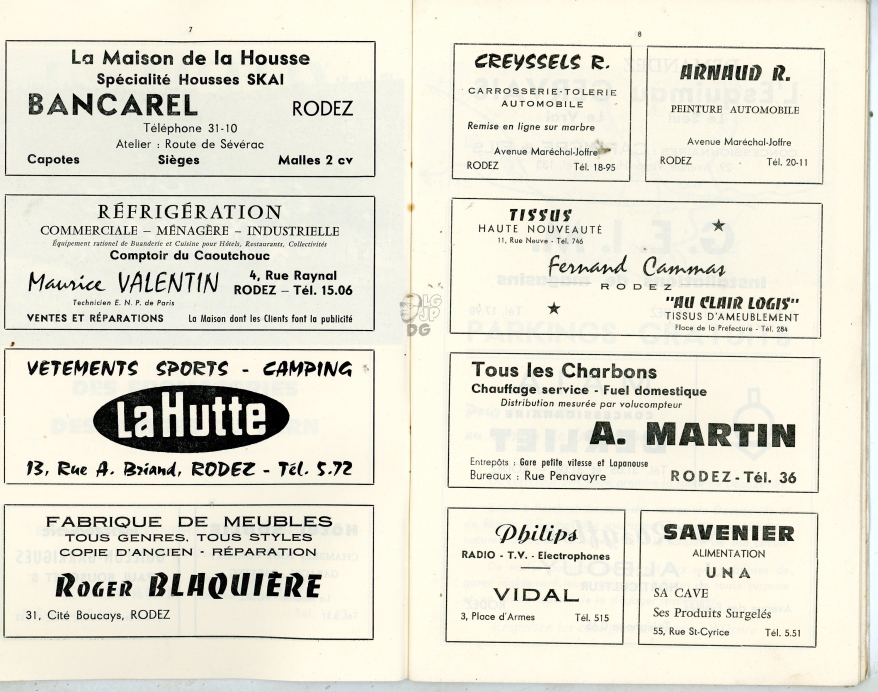 7
La Maison de la Housse
Spécialité Housses SKAI
BANCAREL RODEZ
Téléphone 31-10
Atelier : Route de Sévérac
Capotes Sièges Malles 2 cv
RÉFRIGÉRATION
COMMERCIALE – MÉNAGÈRE – INDUSTRIELLE
Équipement rationel de Buanderie et Cuisine pour Hôtels, Restaurants, Collectivités
Comptoir du Caoutchouc
Maurice VALENTIN 4, Rue Raynal
RODEZ – Tél. 15.06
Technicien E. N. P. de Paris
VENTES ET RÉPARATIONS La Maison dont les Clients font la publicité
VÊTEMENTS SPORTS - CAMPING
La Hutte
13, Rue A. Briand, RODEZ - Tél. 5.72
FABRIQUE DE MEUBLES
TOUS GENRES. TOUS STYLES
COPIE D'ANCIEN - RÉPARATION
ROGER BLAQUIÈRE
31, Cité Boucays, RODEZ
8
CREYSSELS R.
CARROSSERIE-TOLERIE
AUTOMOBILE
Remise en ligne sur marbre
Avenue Maréchal-Joffre
RODEZ Tél. 18-95
ARNAUD R.
PEINTURE AUTOMOBILE
Avenue Maréchal-Joffre
RODEZ Tél. 20-11
TISSUS
HAUTE NOUVEAUTÉ
11, Rue Neuve - Tél. 746
Fernand Cammas
RODEZ
"AU CLAIR LOGIS"
TISSUS D'AMEUBLEMENT
Place de la Préfecture - Tél. 284
Tous les Charbons
Chauffage service - Fuel domestique
Distribution mesurée par volucompteur
A. MARTIN
Entrepôts : Gare petite vitesse et Lapanouse
Bureaux : Rue Penavayre RODEZ - Tél. 36
Philips
RADIO - T.V. - Electrophones
VIDAL
3, Place d'Armes Tél. 515
SAVENIER
ALIMENTATION
UNA
SA CAVE
Ses Produits Surgelés
55, Rue St-Cyrice Tél. 5.51
LG
JP
DG